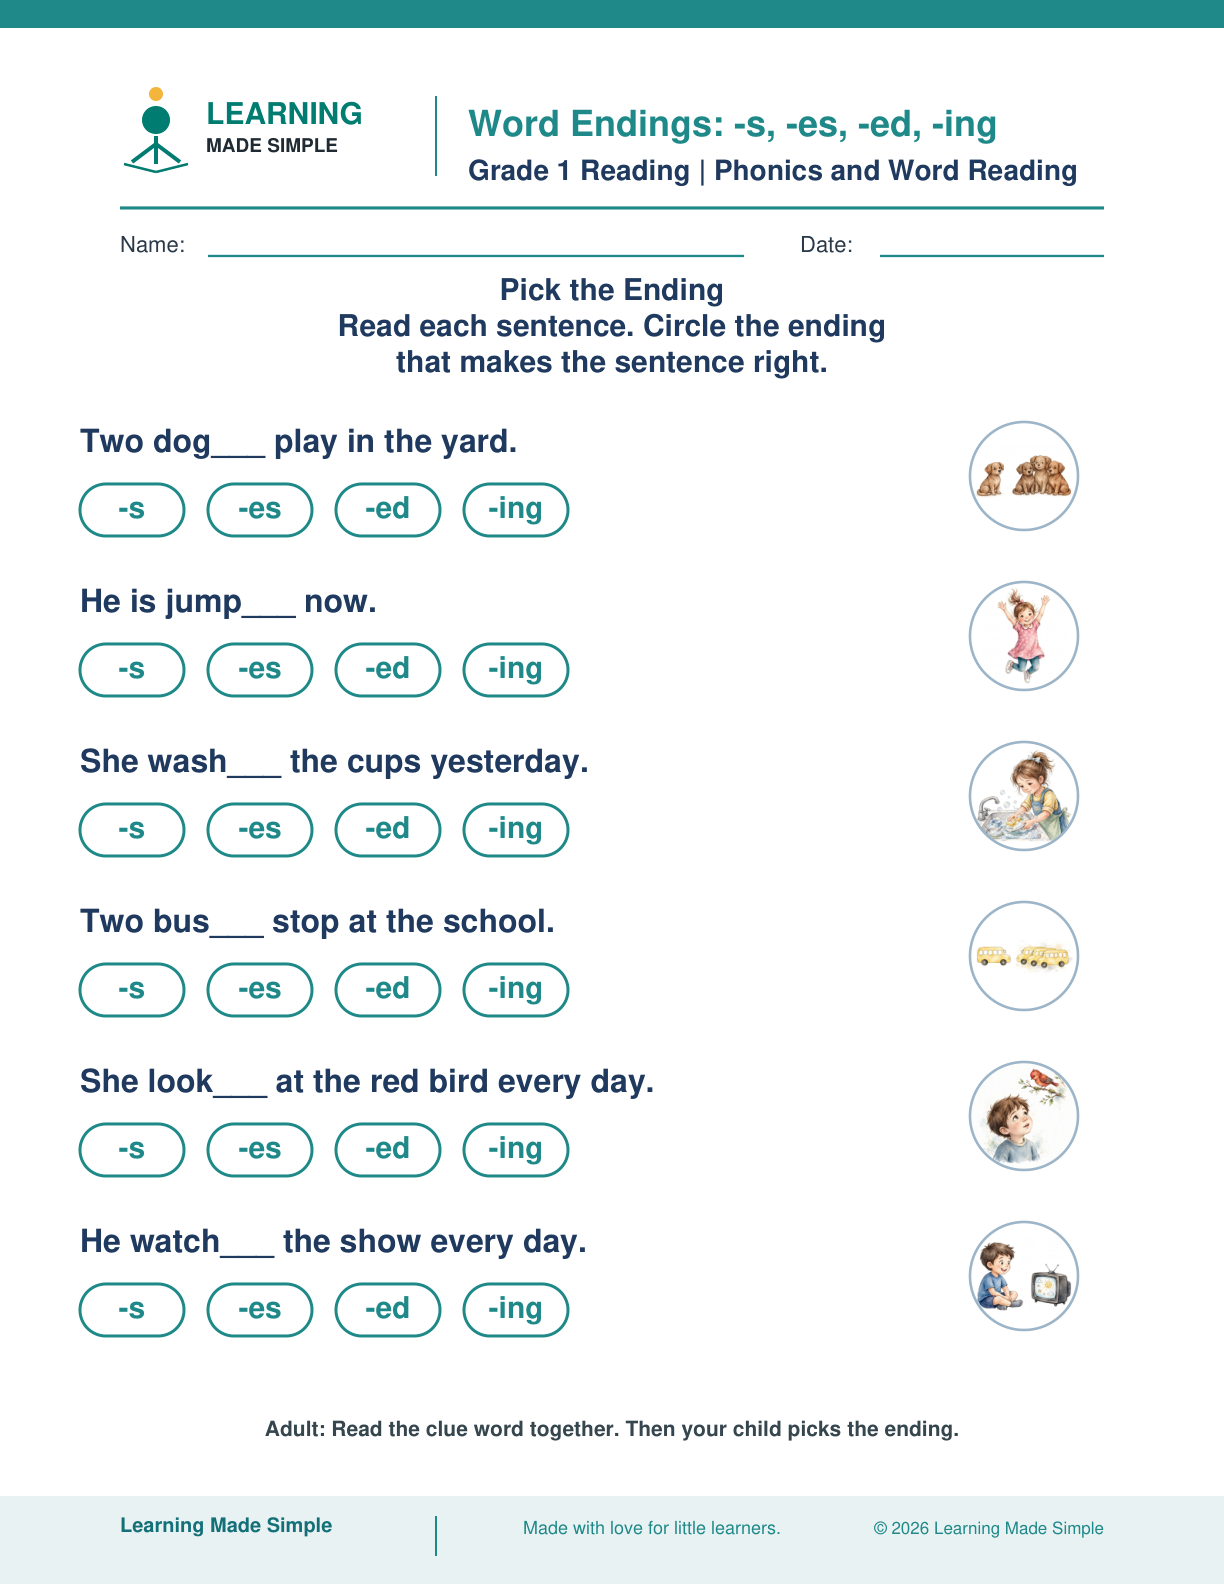 LEARNING
MADE SIMPLE
Word Endings: -s, -es, -ed, -ing
Grade 1 Reading | Phonics and Word Reading
Name: Date:
Pick the Ending
Read each sentence. Circle the ending
that makes the sentence right.
Two dog___ play in the yard.
-s -es -ed -ing
He is jump___ now.
-s -es -ed -ing
She wash___ the cups yesterday.
-s -es -ed -ing
Two bus___ stop at the school.
-s -es -ed -ing
She look___ at the red bird every day.
-s -es -ed -ing
He watch___ the show every day.
-s -es -ed -ing
Adult: Read the clue word together. Then your child picks the ending.
Learning Made Simple Made with love for little learners. © 2026 Learning Made Simple